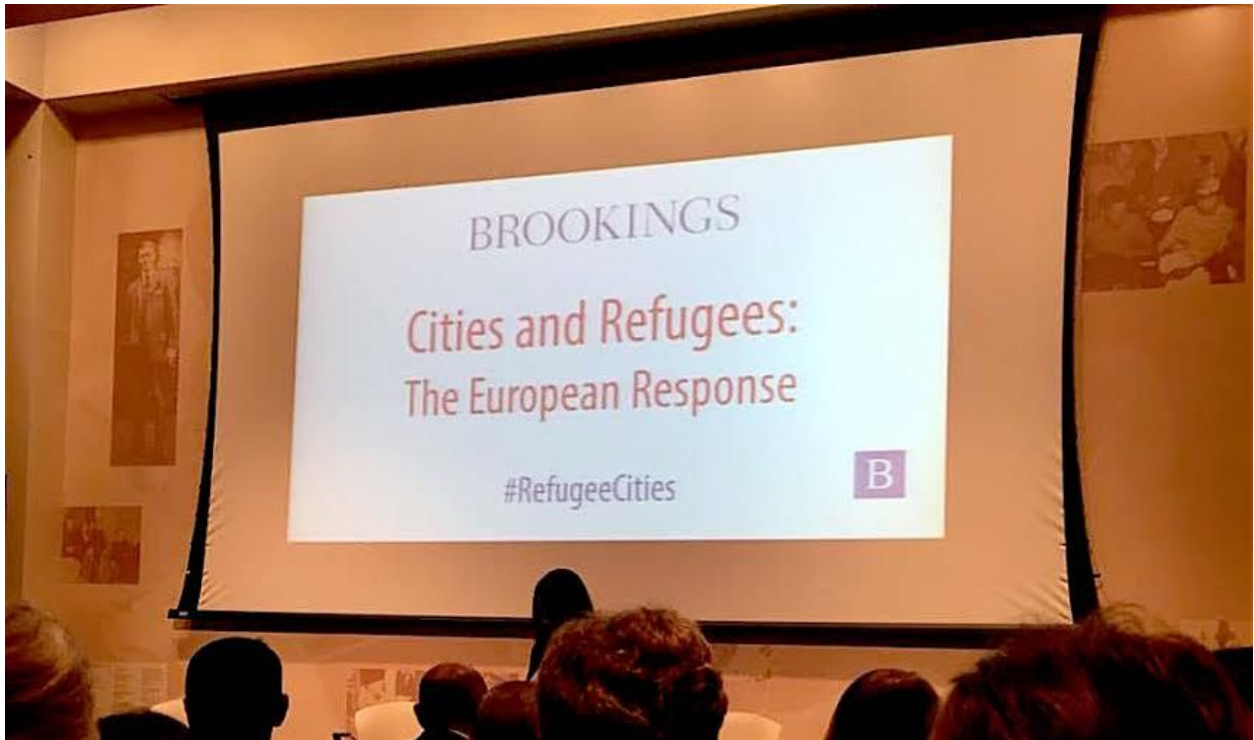 BROOKINGS
Cities and Refugees:
The European Response
#RefugeeCities
B